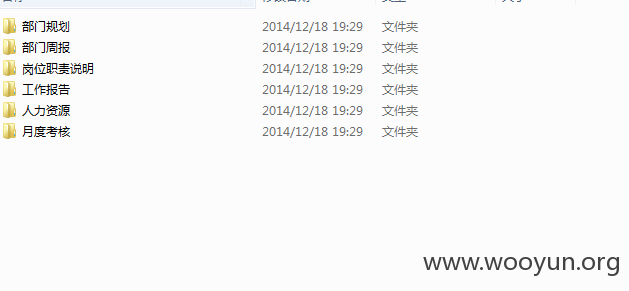 部门规划 2014/12/18 19:29 文件夹
部门周报 2014/12/18 19:29 文件夹
岗位职责说明 2014/12/18 19:29 文件夹
工作报告 2014/12/18 19:29 文件夹
人力资源 2014/12/18 19:29 文件夹
月度考核 2014/12/18 19:29 文件夹
www.wooyun.org